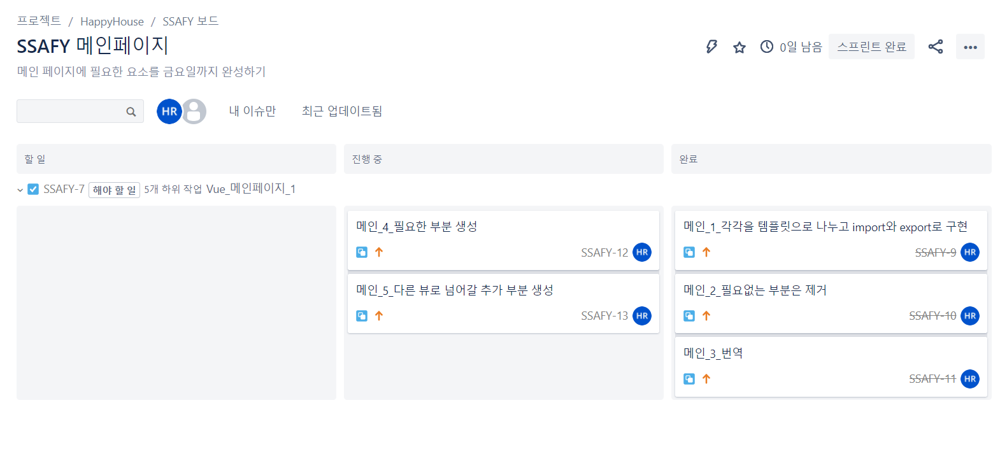 프로젝트 / HappyHouse / SSAFY 보드
SSAFY 메인페이지
0일 남음
스프린트 완료
메인 페이지에 필요한 요소를 금요일까지 완성하기
HR
내 이슈만
최근 업데이트됨
할 일
진행 중
완료
SSAFY-7 해야 할 일 5개 하위 작업 Vue_메인페이지_1
메인_4_필요한 부분 생성
SSAFY-12 HR
메인_5_다른 뷰로 넘어갈 추가 부분 생성
SSAFY-13 HR
메인_1_각각을 템플릿으로 나누고 import와 export로 구현
SSAFY-9 HR
메인_2_필요없는 부분은 제거
SSAFY-10 HR
메인_3_번역
SSAFY-11 HR